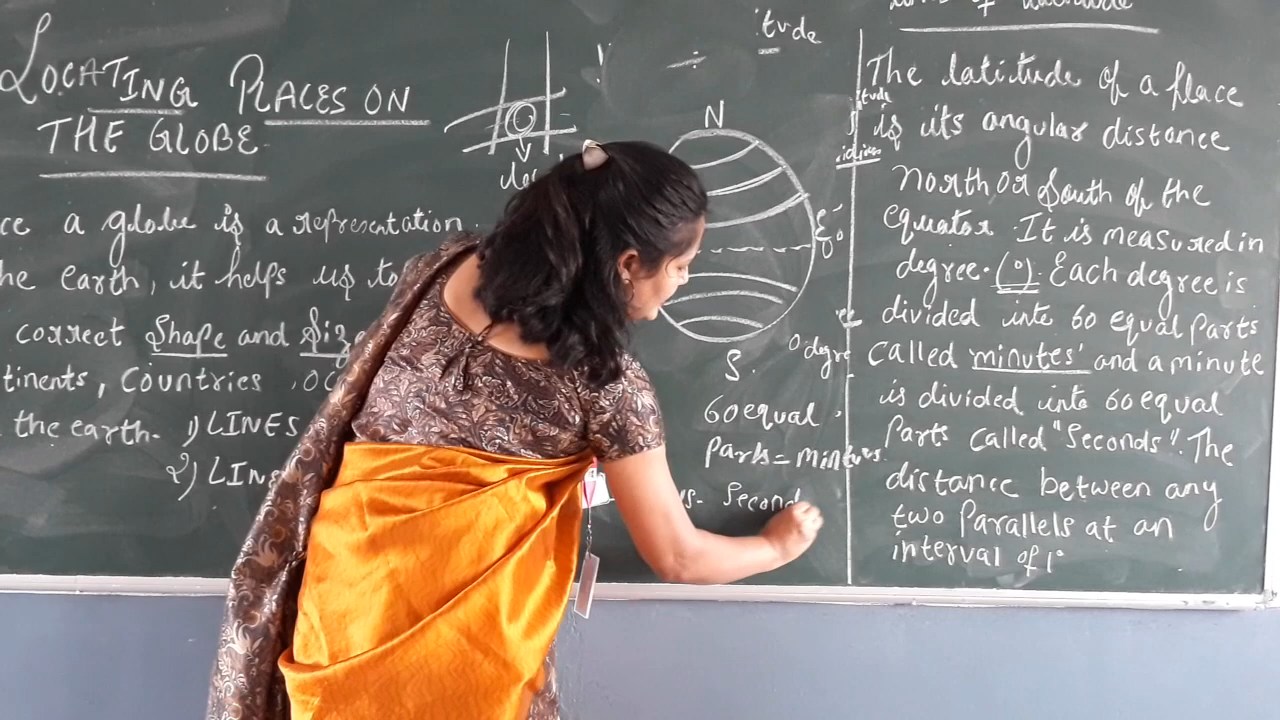 LOCATING PLACES ON
THE GLOBE
ce a globe is a representation
he earth, it helps us to
correct Shape and Size
tinents, Countries, oc
the earth. 1) LINES
2) LINE
itude
N
E 0°
S.
0 degre
60 equal
Parts = mintues
us- Second
The latitude of a place
is its angular distance
North or South of the
equator. It is measured in
degree. (°). Each degree is
divided into 60 equal Parts
called minutes' and a minute
is divided into 60 equal
Parts called "Seconds". The
distance between any
two Parallels at an
interval of 1°